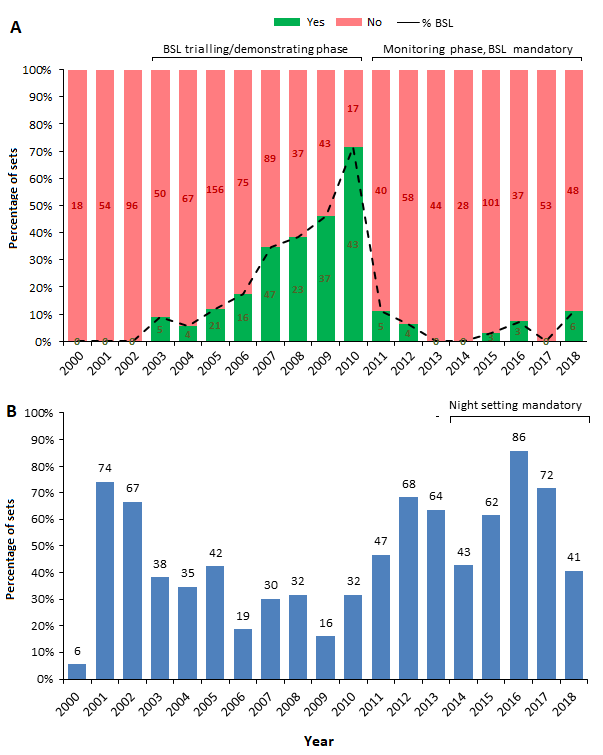 Yes No % BSL
A
BSL trialling/demonstrating phase Monitoring phase, BSL mandatory
Percentage of sets
100%
90%
80%
70%
60%
50%
40%
30%
20%
10%
0%
18 54 96 50 67 156 75 89 37 43 17 40 58 44 28 101 37 53 48
0 0 0 5 4 21 16 47 23 37 43 5 4 0 0 3 0 6
2000 2001 2002 2003 2004 2005 2006 2007 2008 2009 2010 2011 2012 2013 2014 2015 2016 2017 2018
B
Night setting mandatory
Percentage of sets
100%
90%
80%
70%
60%
50%
40%
30%
20%
10%
0%
6 74 67 38 35 42 19 30 32 16 32 47 68 64 43 62 86 72 41
2000 2001 2002 2003 2004 2005 2006 2007 2008 2009 2010 2011 2012 2013 2014 2015 2016 2017 2018
Year